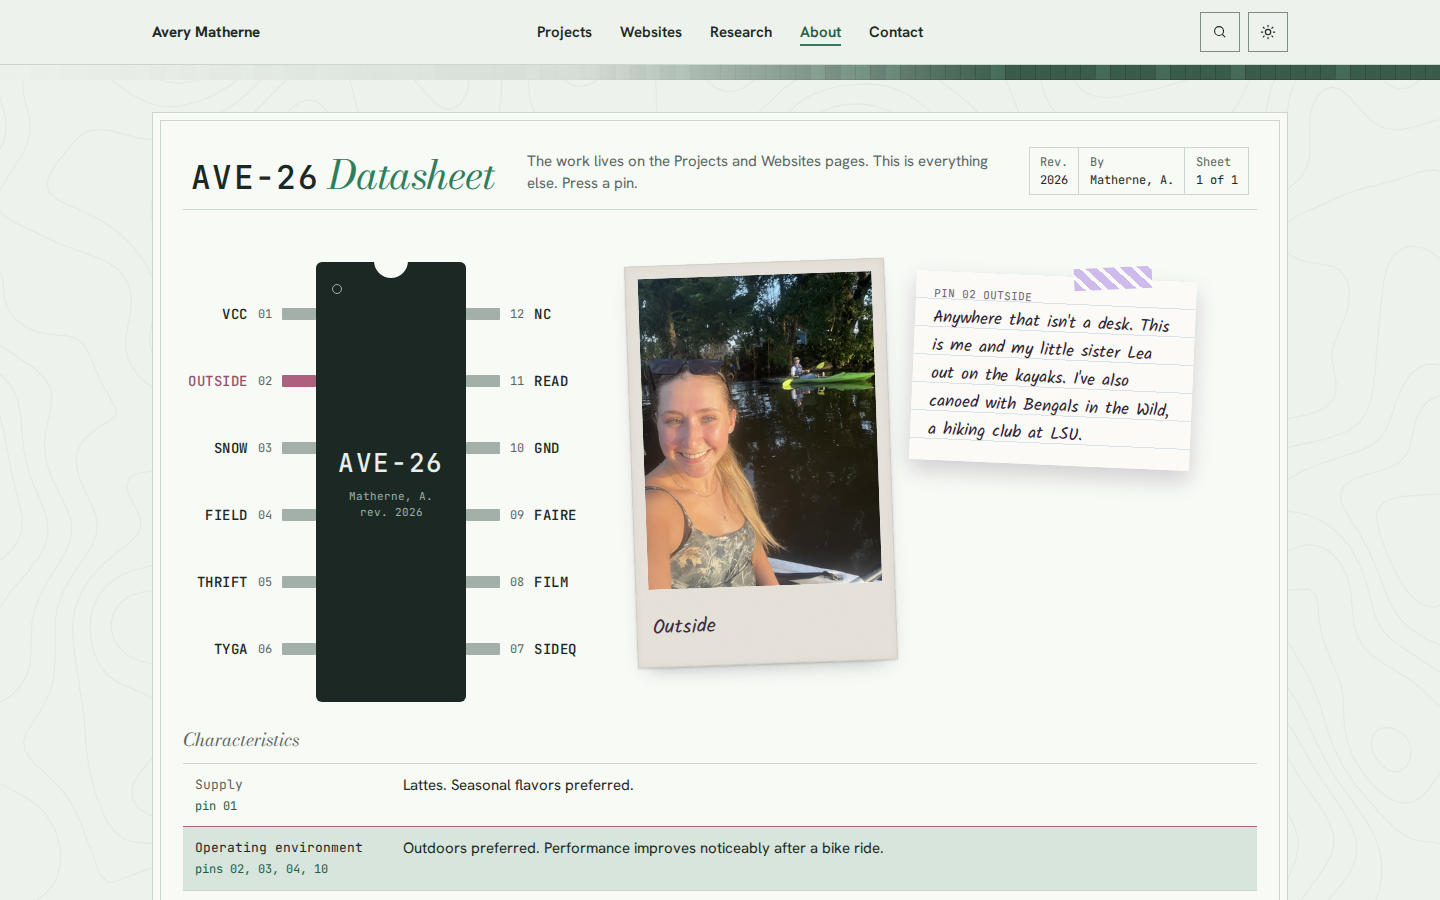 Avery Matherne
Projects Websites Research About Contact
AVE-26 Datasheet
The work lives on the Projects and Websites pages. This is everything
else. Press a pin.
Rev. By Sheet
2026 Matherne, A. 1 of 1
VCC 01
OUTSIDE 02
SNOW 03
FIELD 04
THRIFT 05
TYGA 06
AVE-26
Matherne, A.
rev. 2026
12 NC
11 READ
10 GND
09 FAIRE
08 FILM
07 SIDEQ
Outside
PIN 02 OUTSIDE
Anywhere that isn't a desk. This
is me and my little sister Lea
out on the kayaks. I've also
canoed with Bengals in the Wild,
a hiking club at LSU.
Characteristics
Supply
pin 01
Lattes. Seasonal flavors preferred.
Operating environment
pins 02, 03, 04, 10
Outdoors preferred. Performance improves noticeably after a bike ride.